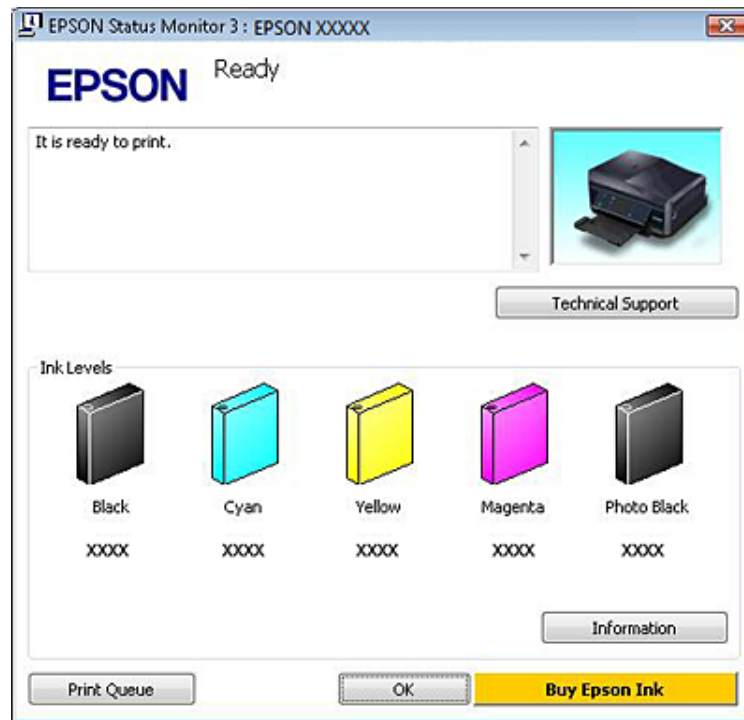 EPSON Status Monitor 3 : EPSON XXXXX
EPSON
Ready
It is ready to print.
Technical Support
Ink Levels
Black Cyan Yellow Magenta Photo Black
XXXX XXXX XXXX XXXX XXXX
Information
Print Queue OK Buy Epson Ink